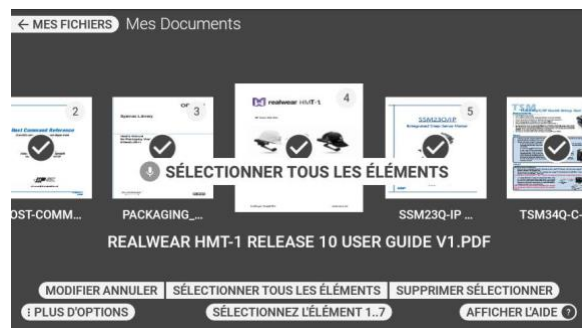 ← MES FICHIERS Mes Documents
2 3 4 5
realwear HMT-1
SSM23Q/IP
TSM
SÉLECTIONNER TOUS LES ÉLÉMENTS
OST-COMM... PACKAGING_... SSM23Q-IP ... TSM34Q-C-
REALWEAR HMT-1 RELEASE 10 USER GUIDE V1.PDF
MODIFIER ANNULER SÉLECTIONNER TOUS LES ÉLÉMENTS SUPPRIMER SÉLECTIONNER
PLUS D'OPTIONS SÉLECTIONNEZ L'ÉLÉMENT 1..7 AFFICHER L'AIDE ?